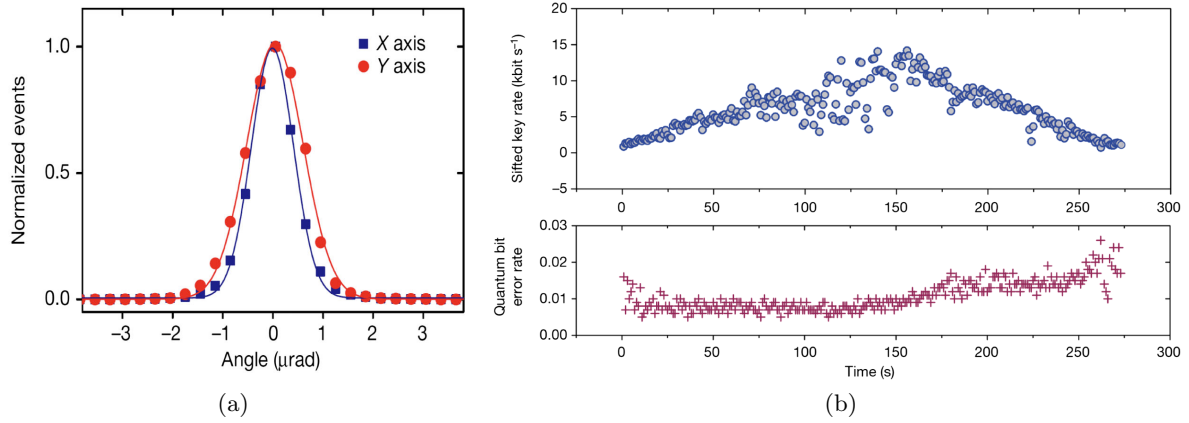 Normalized events
1.0
0.5
0.0
X axis
Y axis
−3 −2 −1 0 1 2 3
Angle (μrad)
(a)
Sifted key rate (kbit s⁻¹)
20
15
10
5
0
−5
0 50 100 150 200 250 300
Quantum bit
error rate
0.03
0.02
0.01
0.00
0 50 100 150 200 250 300
Time (s)
(b)